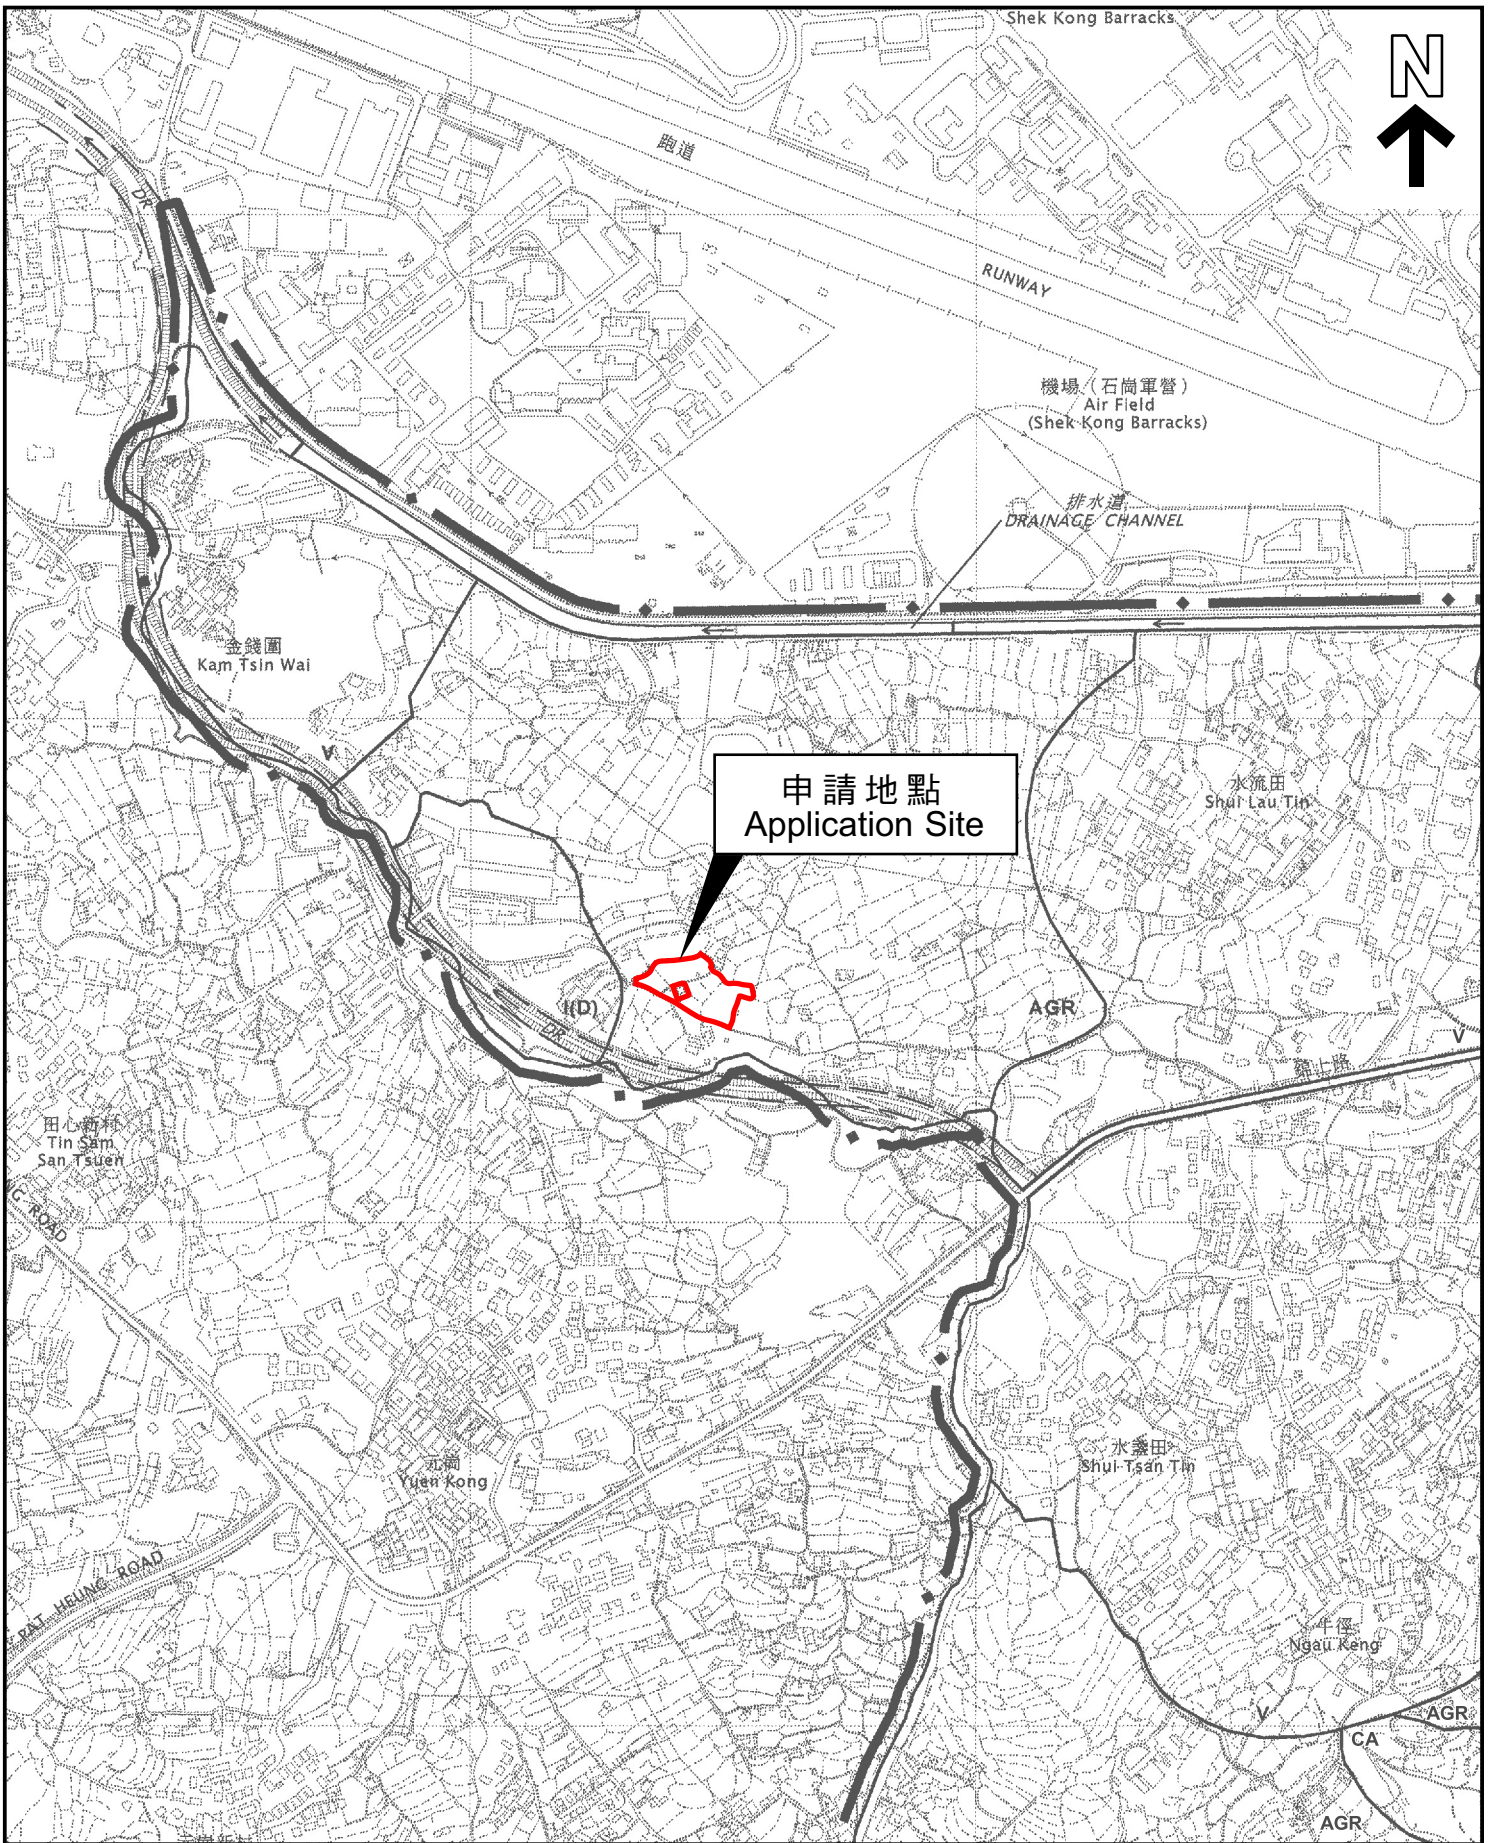 Shek Kong Barracks
N
跑道
DR
RUNWAY
機場（石崗軍營）
Air Field
(Shek Kong Barracks)
排水道
DRAINAGE CHANNEL
金錢圍
Kam Tsin Wai
V
申請地點
Application Site
水流田
Shui Lau Tin
I(D)
DR
AGR
V
錦上路
田心新村
Tin Sam
San Tsuen
NG ROAD
元崗
Yuen Kong
水盞田
Shui Tsan Tin
PAT HEUNG ROAD
牛徑
Ngau Keng
V
AGR
CA
AGR